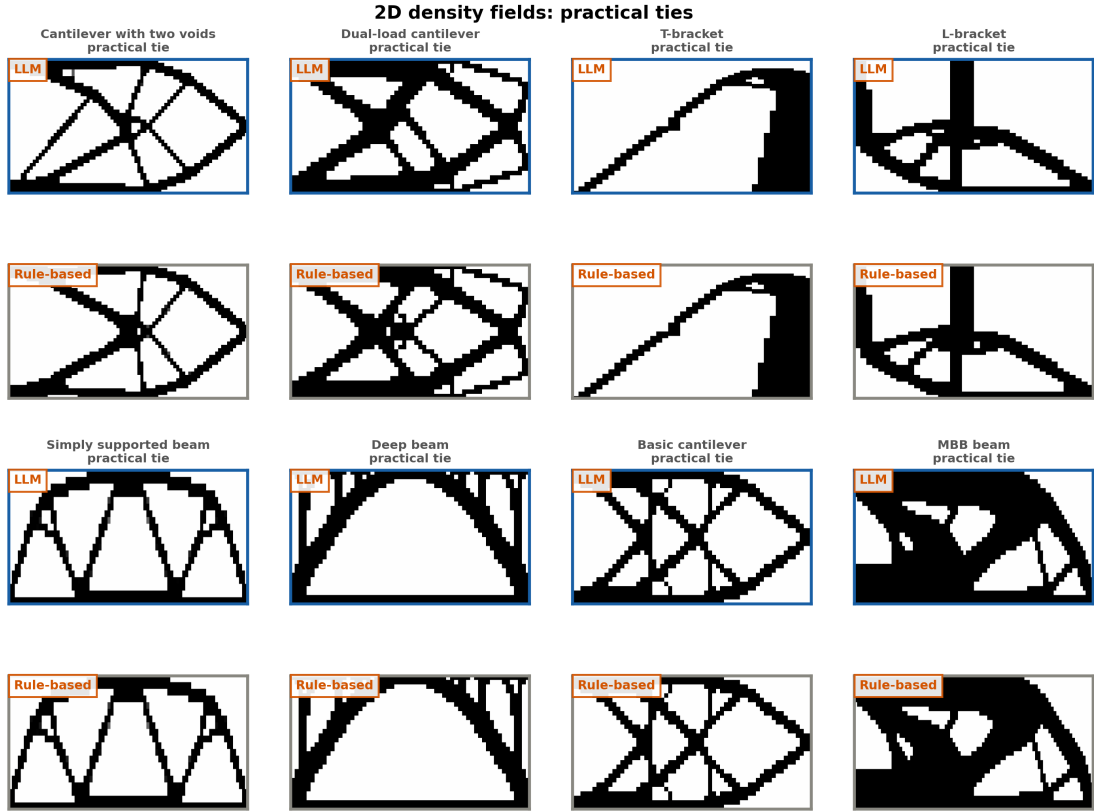 2D density fields: practical ties
Cantilever with two voids
practical tie
Dual-load cantilever
practical tie
T-bracket
practical tie
L-bracket
practical tie
LLM
LLM
LLM
LLM
Rule-based
Rule-based
Rule-based
Rule-based
Simply supported beam
practical tie
Deep beam
practical tie
Basic cantilever
practical tie
MBB beam
practical tie
LLM
LLM
LLM
LLM
Rule-based
Rule-based
Rule-based
Rule-based